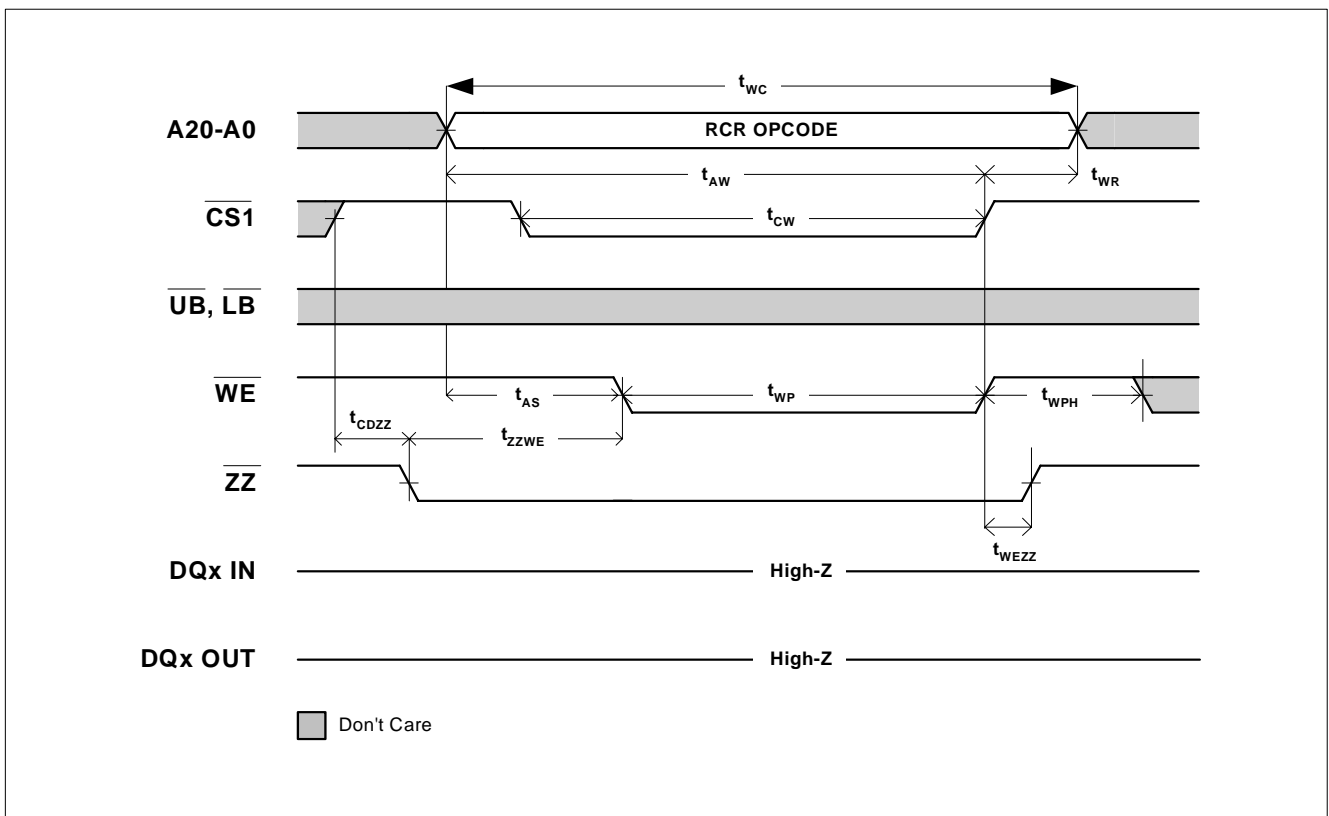 tWC
A20-A0 RCR OPCODE
tAW tWR
CS1 tCW
UB, LB
WE tAS tWP tWPH
tCDZZ tZZWE
ZZ
tWEZZ
DQx IN High-Z
DQx OUT High-Z
Don't Care